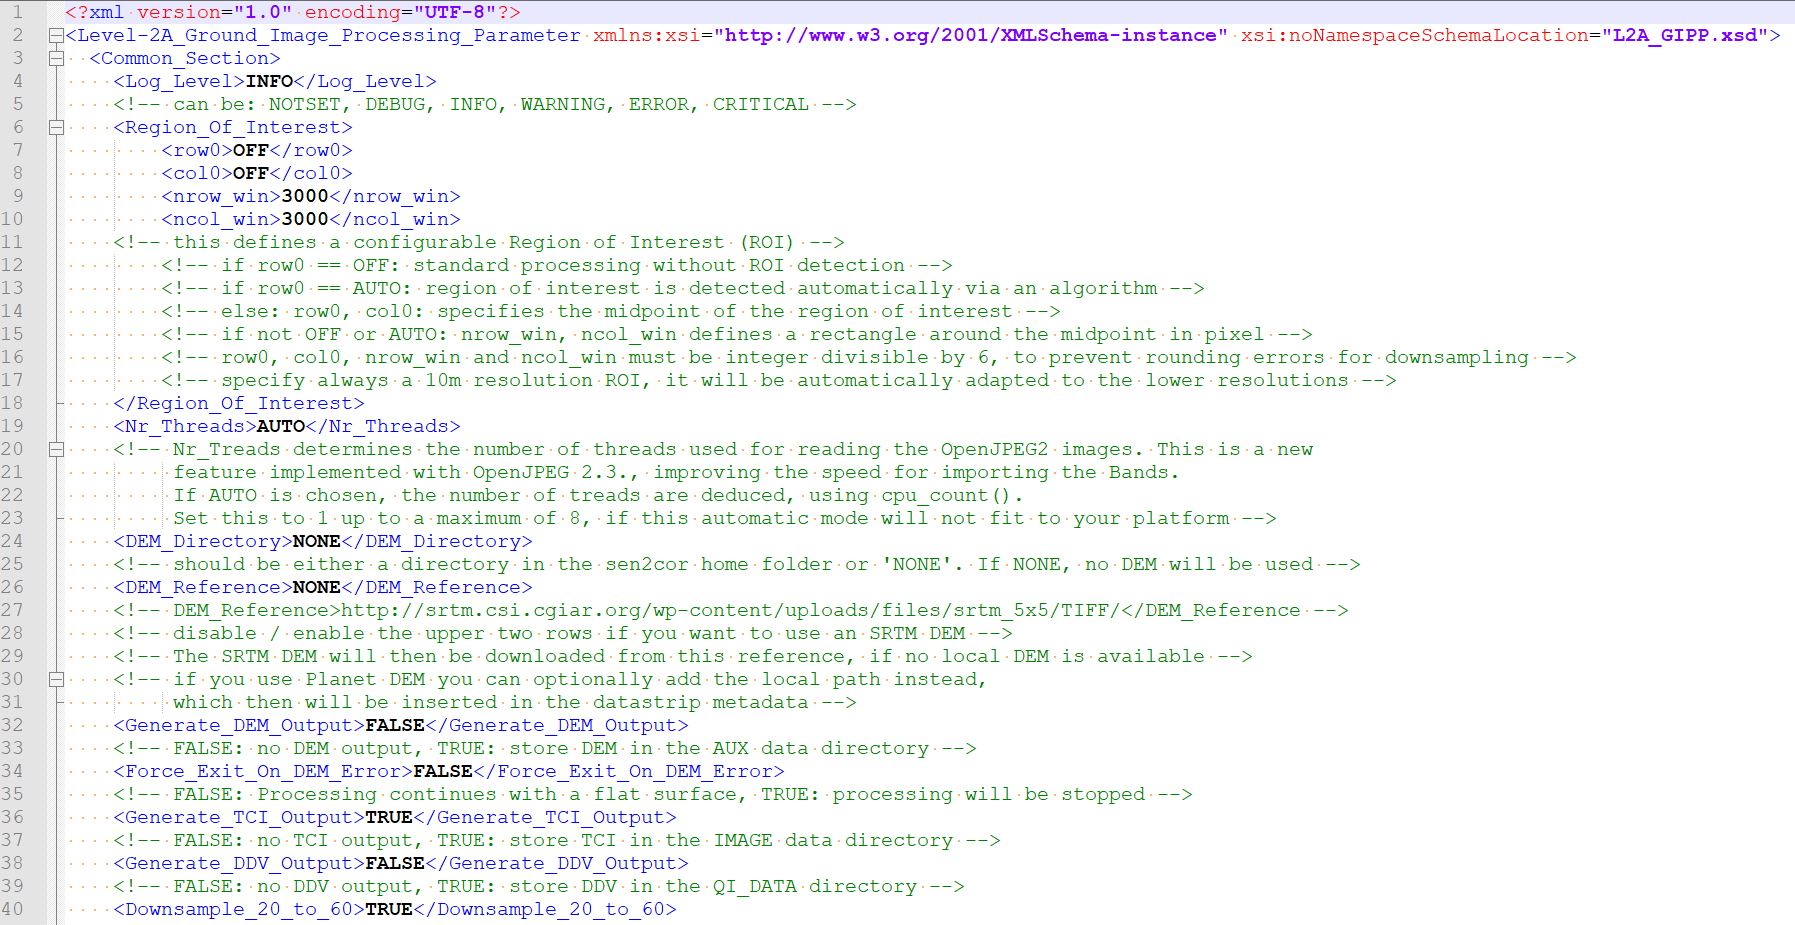 1 <?xml version="1.0" encoding="UTF-8"?>
2 <Level-2A_Ground_Image_Processing_Parameter xmlns:xsi="http://www.w3.org/2001/XMLSchema-instance" xsi:noNamespaceSchemaLocation="L2A_GIPP.xsd">
3 <Common_Section>
4 <Log_Level>INFO</Log_Level>
5 <!-- can be: NOTSET, DEBUG, INFO, WARNING, ERROR, CRITICAL -->
6 <Region_Of_Interest>
7 <row0>OFF</row0>
8 <col0>OFF</col0>
9 <nrow_win>3000</nrow_win>
10 <ncol_win>3000</ncol_win>
11 <!-- this defines a configurable Region of Interest (ROI) -->
12 <!-- if row0 == OFF: standard processing without ROI detection -->
13 <!-- if row0 == AUTO: region of interest is detected automatically via an algorithm -->
14 <!-- else: row0, col0: specifies the midpoint of the region of interest -->
15 <!-- if not OFF or AUTO: nrow_win, ncol_win defines a rectangle around the midpoint in pixel -->
16 <!-- row0, col0, nrow_win and ncol_win must be integer divisible by 6, to prevent rounding errors for downsampling -->
17 <!-- specify always a 10m resolution ROI, it will be automatically adapted to the lower resolutions -->
18 </Region_Of_Interest>
19 <Nr_Threads>AUTO</Nr_Threads>
20 <!-- Nr_Treads determines the number of threads used for reading the OpenJPEG2 images. This is a new
21 feature implemented with OpenJPEG 2.3., improving the speed for importing the Bands.
22 If AUTO is chosen, the number of treads are deduced, using cpu_count().
23 Set this to 1 up to a maximum of 8, if this automatic mode will not fit to your platform -->
24 <DEM_Directory>NONE</DEM_Directory>
25 <!-- should be either a directory in the sen2cor home folder or 'NONE'. If NONE, no DEM will be used -->
26 <DEM_Reference>NONE</DEM_Reference>
27 <!-- DEM_Reference>http://srtm.csi.cgiar.org/wp-content/uploads/files/srtm_5x5/TIFF/</DEM_Reference -->
28 <!-- disable / enable the upper two rows if you want to use an SRTM DEM -->
29 <!-- The SRTM DEM will then be downloaded from this reference, if no local DEM is available -->
30 <!-- if you use Planet DEM you can optionally add the local path instead,
31 which then will be inserted in the datastrip metadata -->
32 <Generate_DEM_Output>FALSE</Generate_DEM_Output>
33 <!-- FALSE: no DEM output, TRUE: store DEM in the AUX data directory -->
34 <Force_Exit_On_DEM_Error>FALSE</Force_Exit_On_DEM_Error>
35 <!-- FALSE: Processing continues with a flat surface, TRUE: processing will be stopped -->
36 <Generate_TCI_Output>TRUE</Generate_TCI_Output>
37 <!-- FALSE: no TCI output, TRUE: store TCI in the IMAGE data directory -->
38 <Generate_DDV_Output>FALSE</Generate_DDV_Output>
39 <!-- FALSE: no DDV output, TRUE: store DDV in the QI_DATA directory -->
40 <Downsample_20_to_60>TRUE</Downsample_20_to_60>